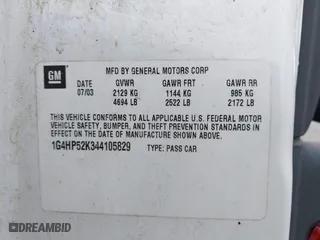 GM
MFD BY GENERAL MOTORS CORP
DATE GVWR GAWR FRT GAWR RR
07/03 2129 KG 1144 KG 985 KG
4694 LB 2522 LB 2172 LB
THIS VEHICLE CONFORMS TO ALL APPLICABLE U.S. FEDERAL MOTOR
VEHICLE SAFETY, BUMPER, AND THEFT PREVENTION STANDARDS
IN EFFECT ON THE DATE OF MANUFACTURE SHOWN ABOVE.
1G4HP52K344105829 TYPE: PASS CAR
DREAMBID